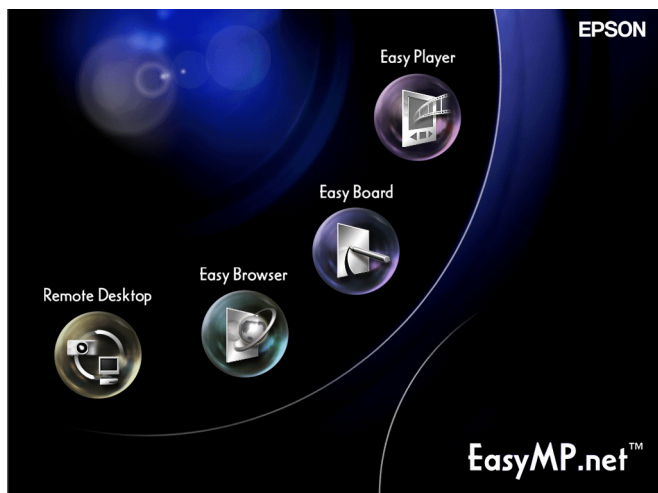 EPSON
Easy Player
Easy Board
Easy Browser
Remote Desktop
EasyMP.net™